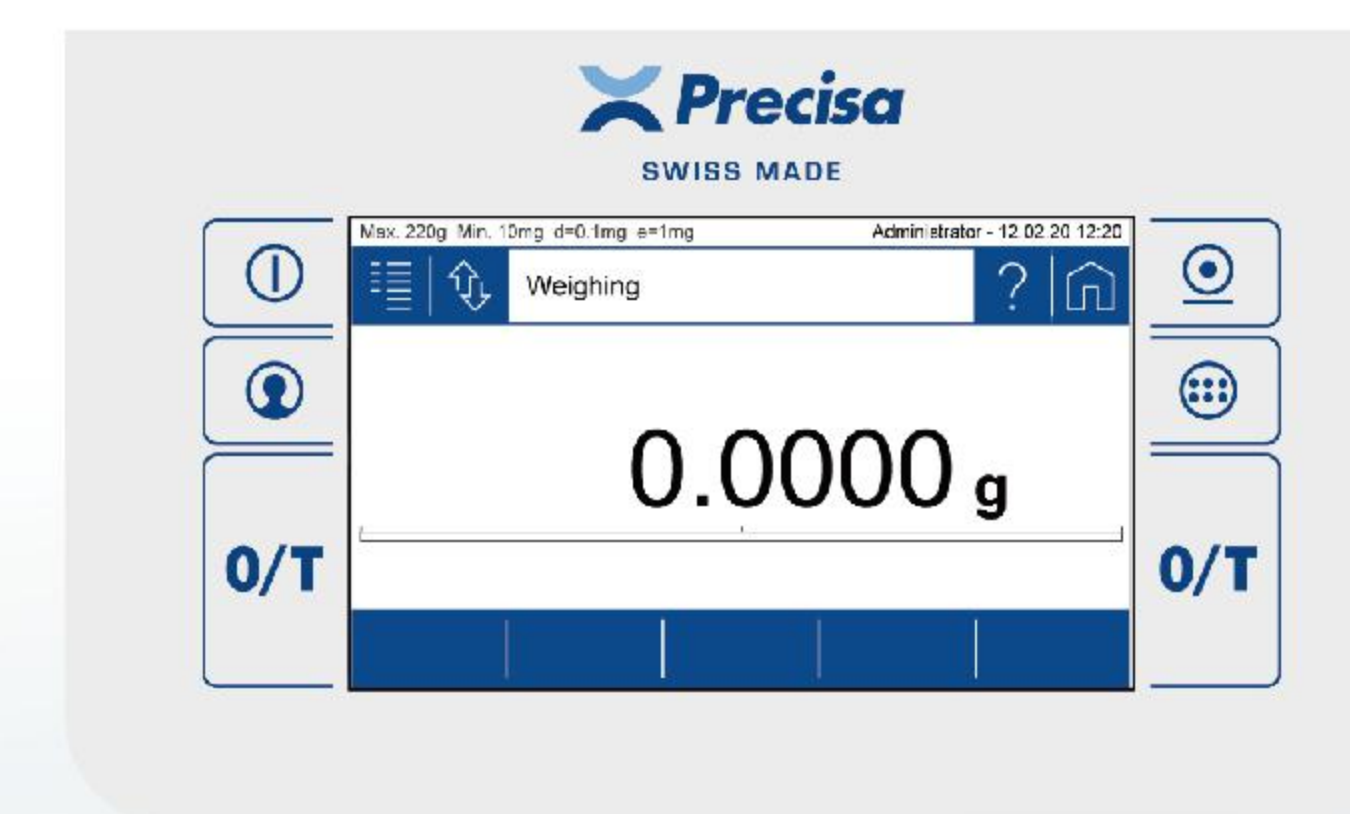 Precisa
SWISS MADE
Max. 220g Min. 10mg d=0.1mg e=1mg
Administrator - 12.02.20 12:20
?
Weighing
0.0000 g
0/T
0/T